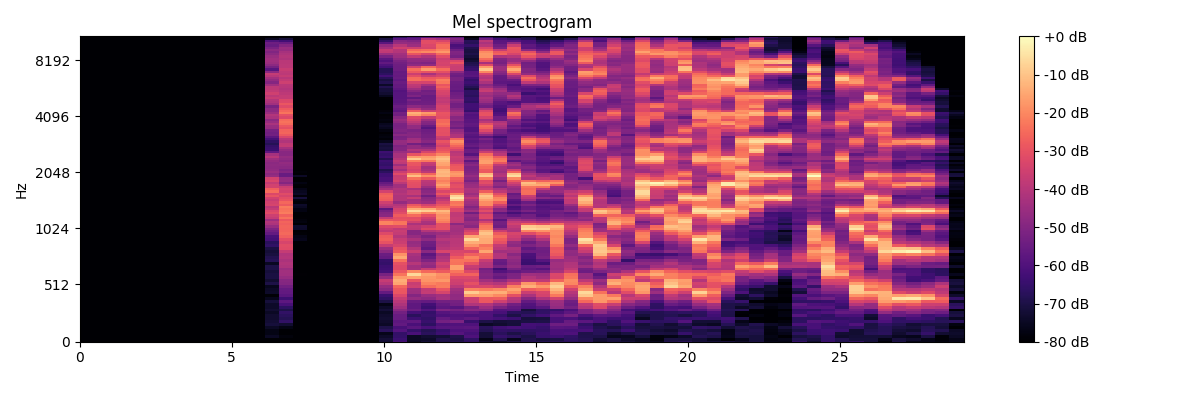 Mel spectrogram
+0 dB
8192
-10 dB
4096
-20 dB
-30 dB
Hz
2048
-40 dB
1024
-50 dB
-60 dB
512
-70 dB
0
-80 dB
0 5 10 15 20 25
Time